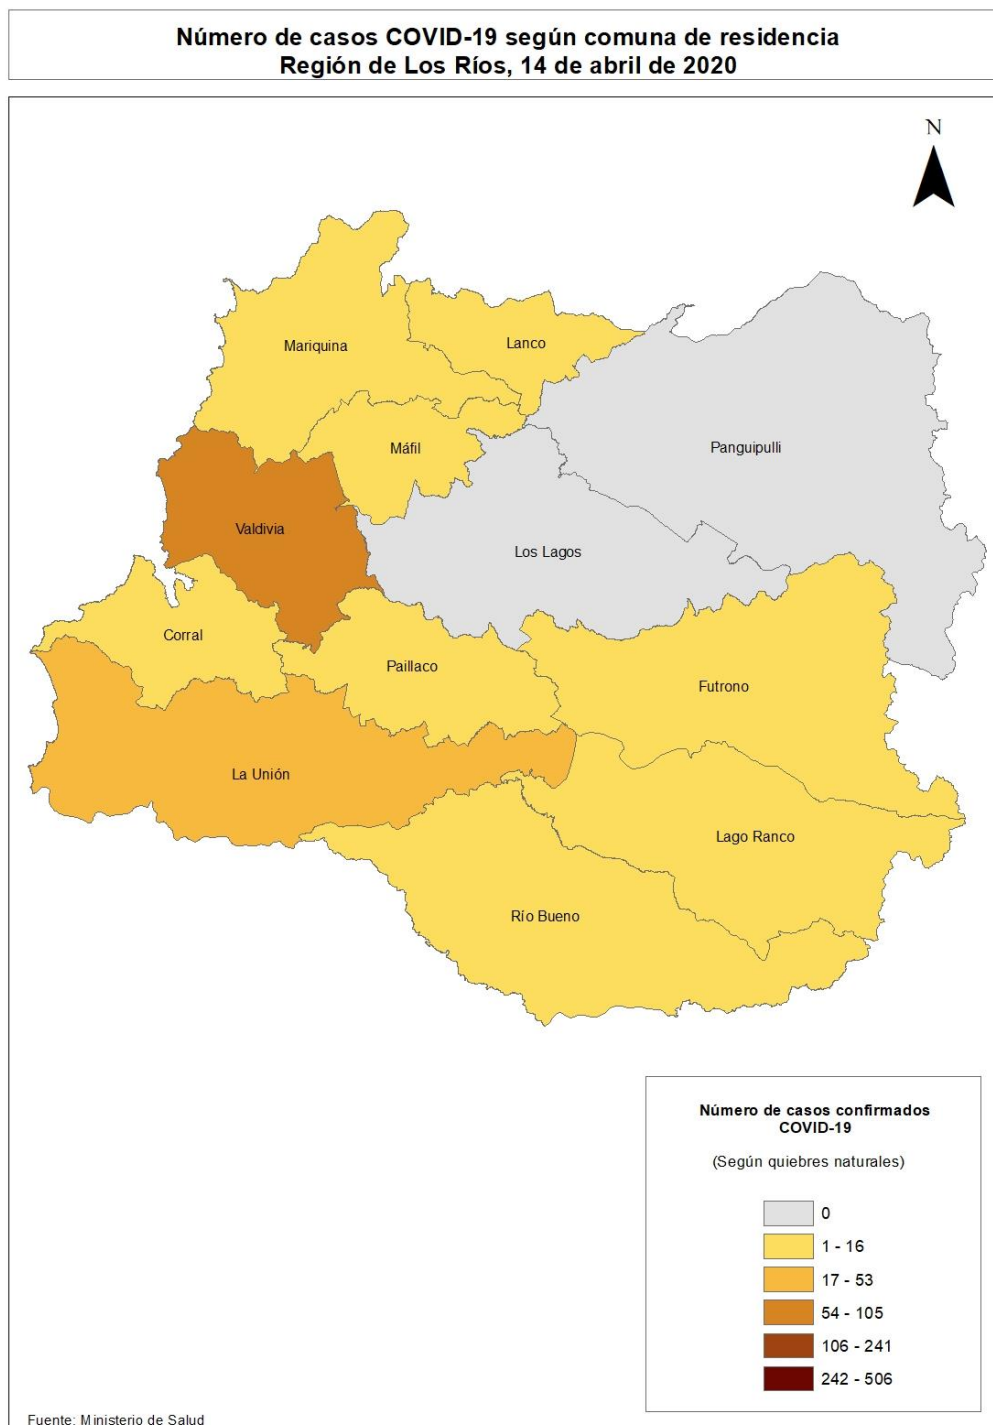 Número de casos COVID-19 según comuna de residencia
Región de Los Ríos, 14 de abril de 2020
N
Mariquina
Lanco
Máfil
Panguipulli
Valdivia
Los Lagos
Corral
Paillaco
Futrono
La Unión
Lago Ranco
Río Bueno
Número de casos confirmados
COVID-19
(Según quiebres naturales)
0
1 - 16
17 - 53
54 - 105
106 - 241
242 - 506
Fuente: Ministerio de Salud